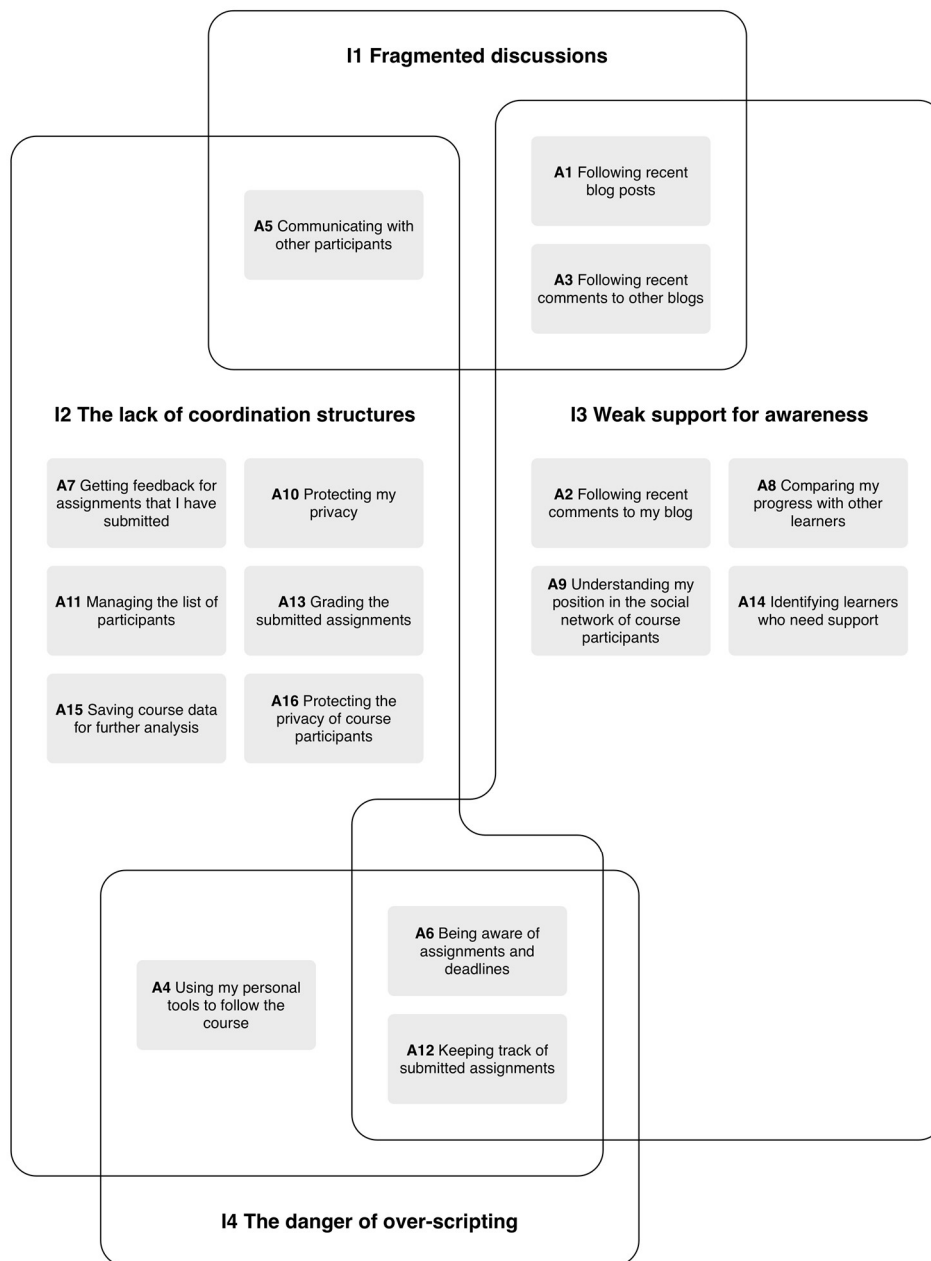 I1 Fragmented discussions
A1 Following recent
blog posts
A5 Communicating with
other participants
A3 Following recent
comments to other blogs
I2 The lack of coordination structures
I3 Weak support for awareness
A7 Getting feedback for
assignments that I have
submitted
A10 Protecting my
privacy
A2 Following recent
comments to my blog
A8 Comparing my
progress with other
learners
A11 Managing the list of
participants
A13 Grading the
submitted assignments
A9 Understanding my
position in the social
network of course
participants
A14 Identifying learners
who need support
A15 Saving course data
for further analysis
A16 Protecting the
privacy of course
participants
A6 Being aware of
assignments and
deadlines
A4 Using my personal
tools to follow the
course
A12 Keeping track of
submitted assignments
I4 The danger of over-scripting